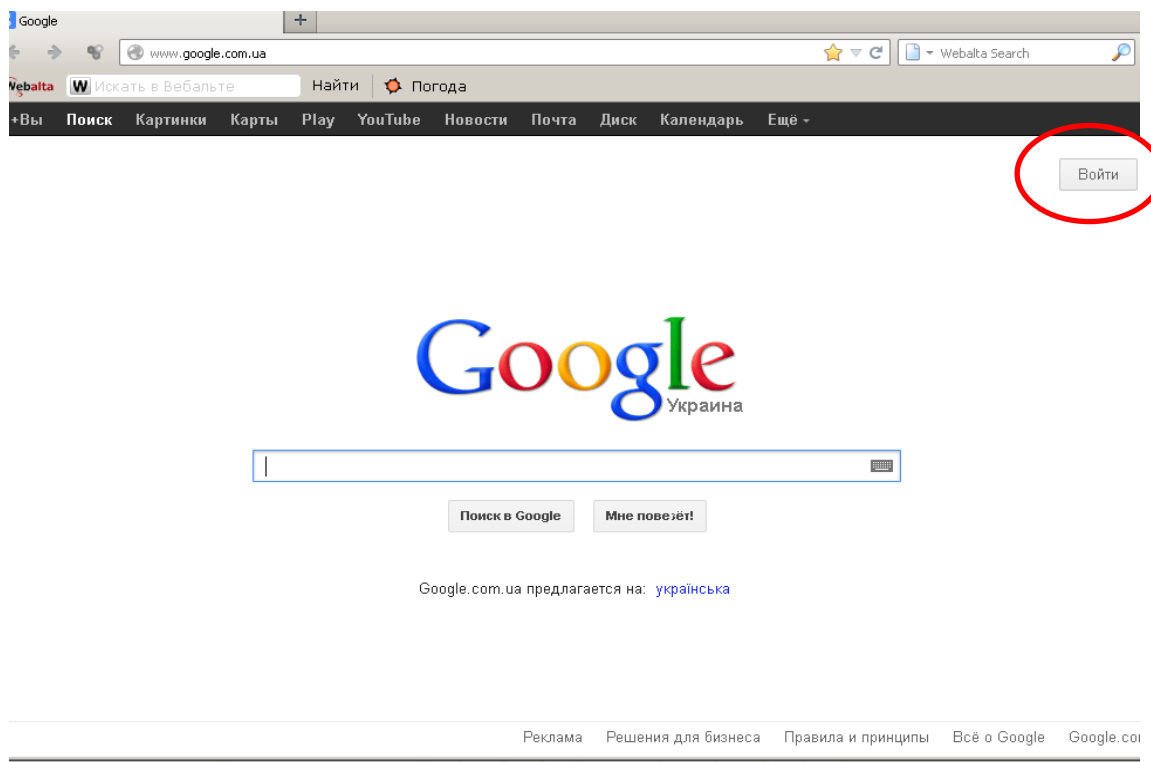 Google
www.google.com.ua Webalta Search
Webalta W Искать в Вебальте Найти Погода
+Вы Поиск Картинки Карты Play YouTube Новости Почта Диск Календарь Ещё
Войти
Google
Украина
Поиск в Google Мне повезёт!
Google.com.ua предлагается на: українська
Реклама Решения для бизнеса Правила и принципы Всё о Google Google.co